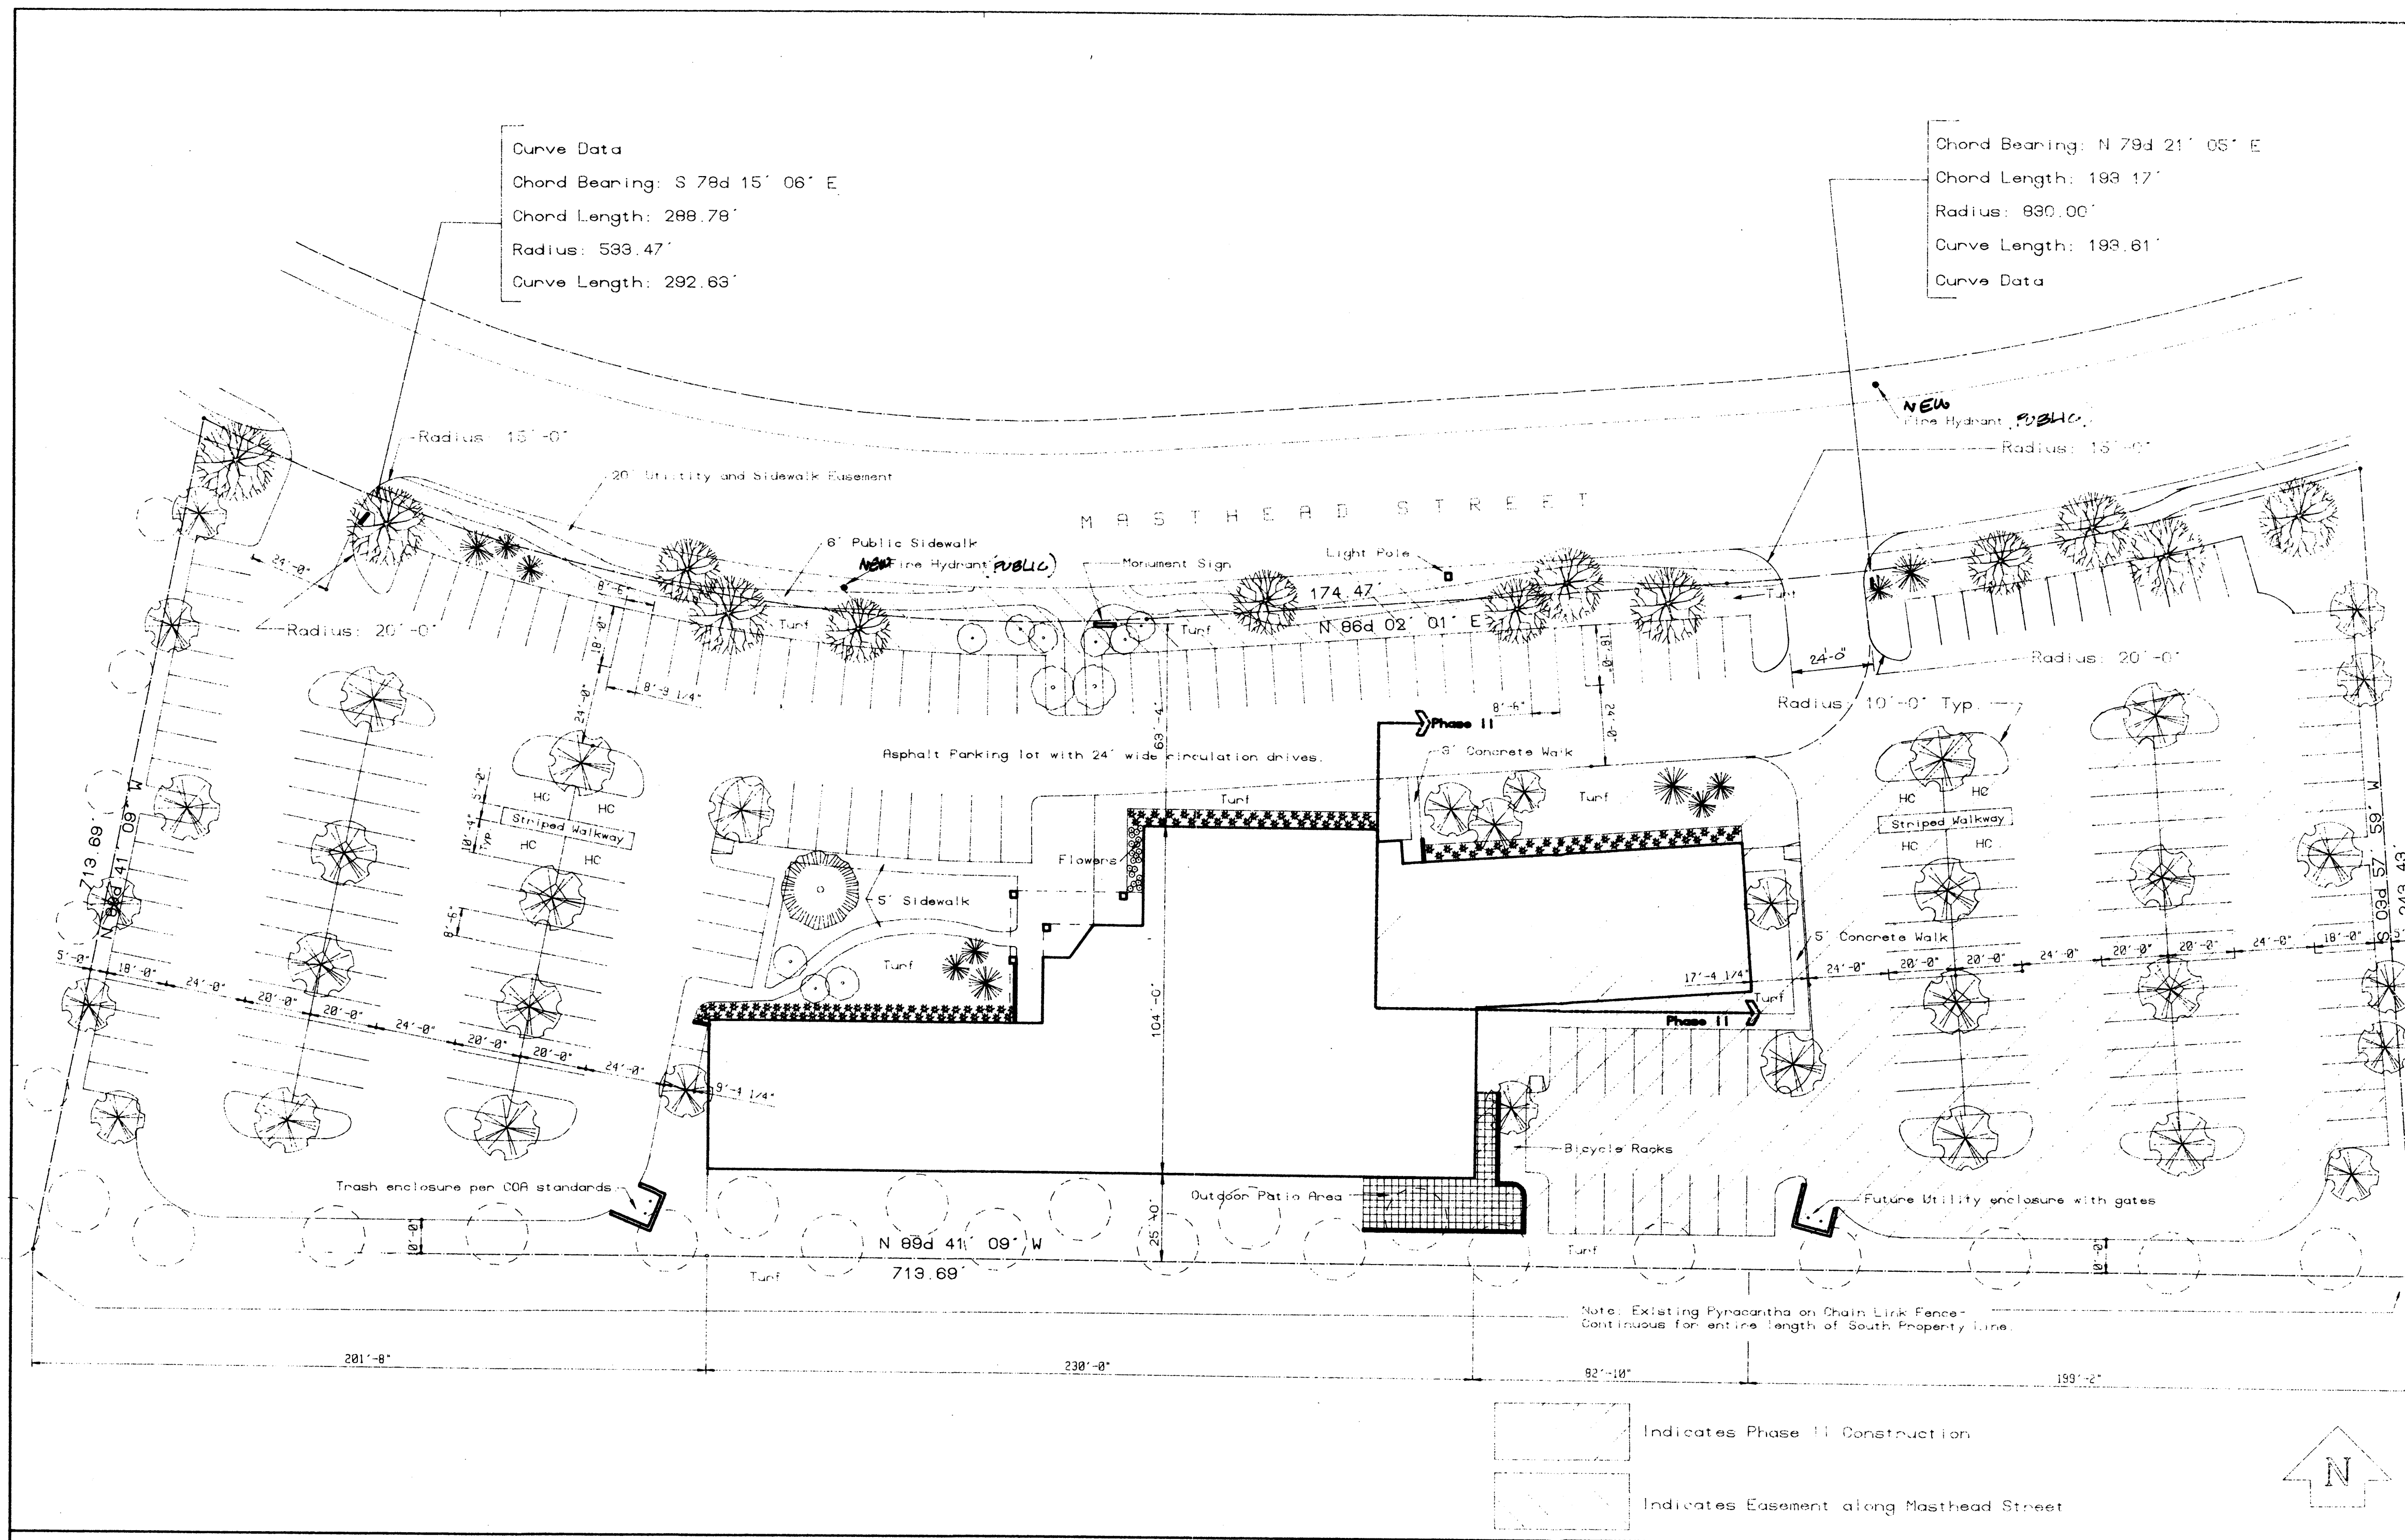 Curve Data
Chord Bearing: S 78d 15' 06" E
Chord Length: 288.78'
Radius: 533.47'
Curve Length: 292.63'
Chord Bearing: N 79d 21' 05" E
Chord Length: 193.17'
Radius: 830.00'
Curve Length: 193.61'
Curve Data
NEW
Fire Hydrant PUBLIC
Radius: 15'-0"
Radius: 15'-0"
20' Utility and Sidewalk Easement
MASTHEAD STREET
6' Public Sidewalk
NEW Fire Hydrant (PUBLIC)
Monument Sign
Light Pole
174.47'
N 86d 02' 01" E
Turf
Turf
Turf
24'-0"
Radius: 20'-0"
8'-6"
18'-0"
8'-9 1/4"
24'-0"
63'-4"
18'-0"
8'-6"
24'-0"
24'-0"
Radius: 20'-0"
Radius: 10'-0" Typ.
Phase II
3' Concrete Walk
Asphalt Parking lot with 24' wide circulation drives.
Turf
Turf
713.69'
N 89d 41' 09" W
5'-2"
10'-4"
Typ
HC
HC
Striped Walkway
HC
HC
HC
HC
Striped Walkway
HC
HC
Flowers
5' Sidewalk
Turf
8'-6"
S 03d 57' 59" W
243.43
5' Concrete Walk
5'-0"
18'-0"
24'-0"
20'-0"
20'-0"
24'-0"
20'-0"
20'-0"
24'-0"
9'-4 1/4"
104'-0"
17'-4 1/4"
24'-0"
20'-0"
20'-0"
24'-0"
20'-0"
20'-0"
24'-0"
18'-0"
5'
Turf
Phase II
Bicycle Racks
Trash enclosure per COA standards
Outdoor Patio Area
Future Utility enclosure with gates
25'-0"
N 89d 41' 09" W
713.69'
Turf
Turf
Note: Existing Pyracantha on Chain Link Fence-
Continuous for entire length of South Property Line.
201'-8"
230'-0"
82'-10"
199'-2"
Indicates Phase II Construction
Indicates Easement along Masthead Street
N